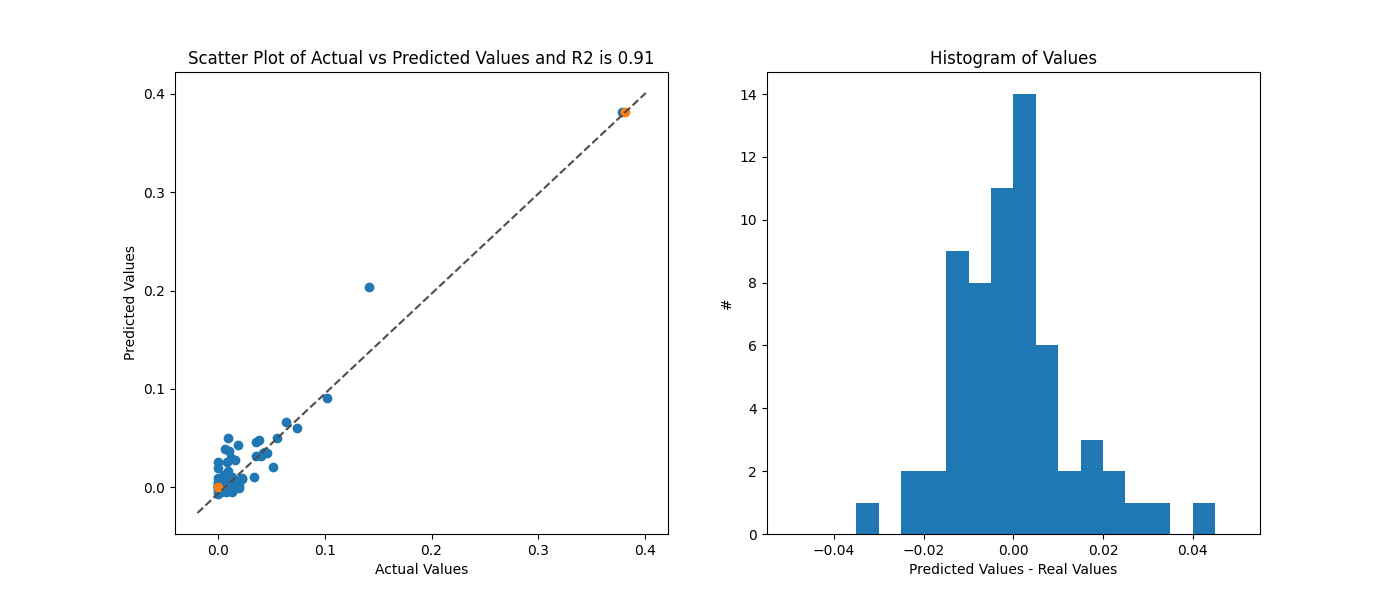 Scatter Plot of Actual vs Predicted Values and R2 is 0.91
0.4
0.3
0.2
0.1
0.0
Predicted Values
0.0 0.1 0.2 0.3 0.4
Actual Values
Histogram of Values
14
12
10
8
6
4
2
0
#
−0.04 −0.02 0.00 0.02 0.04
Predicted Values - Real Values